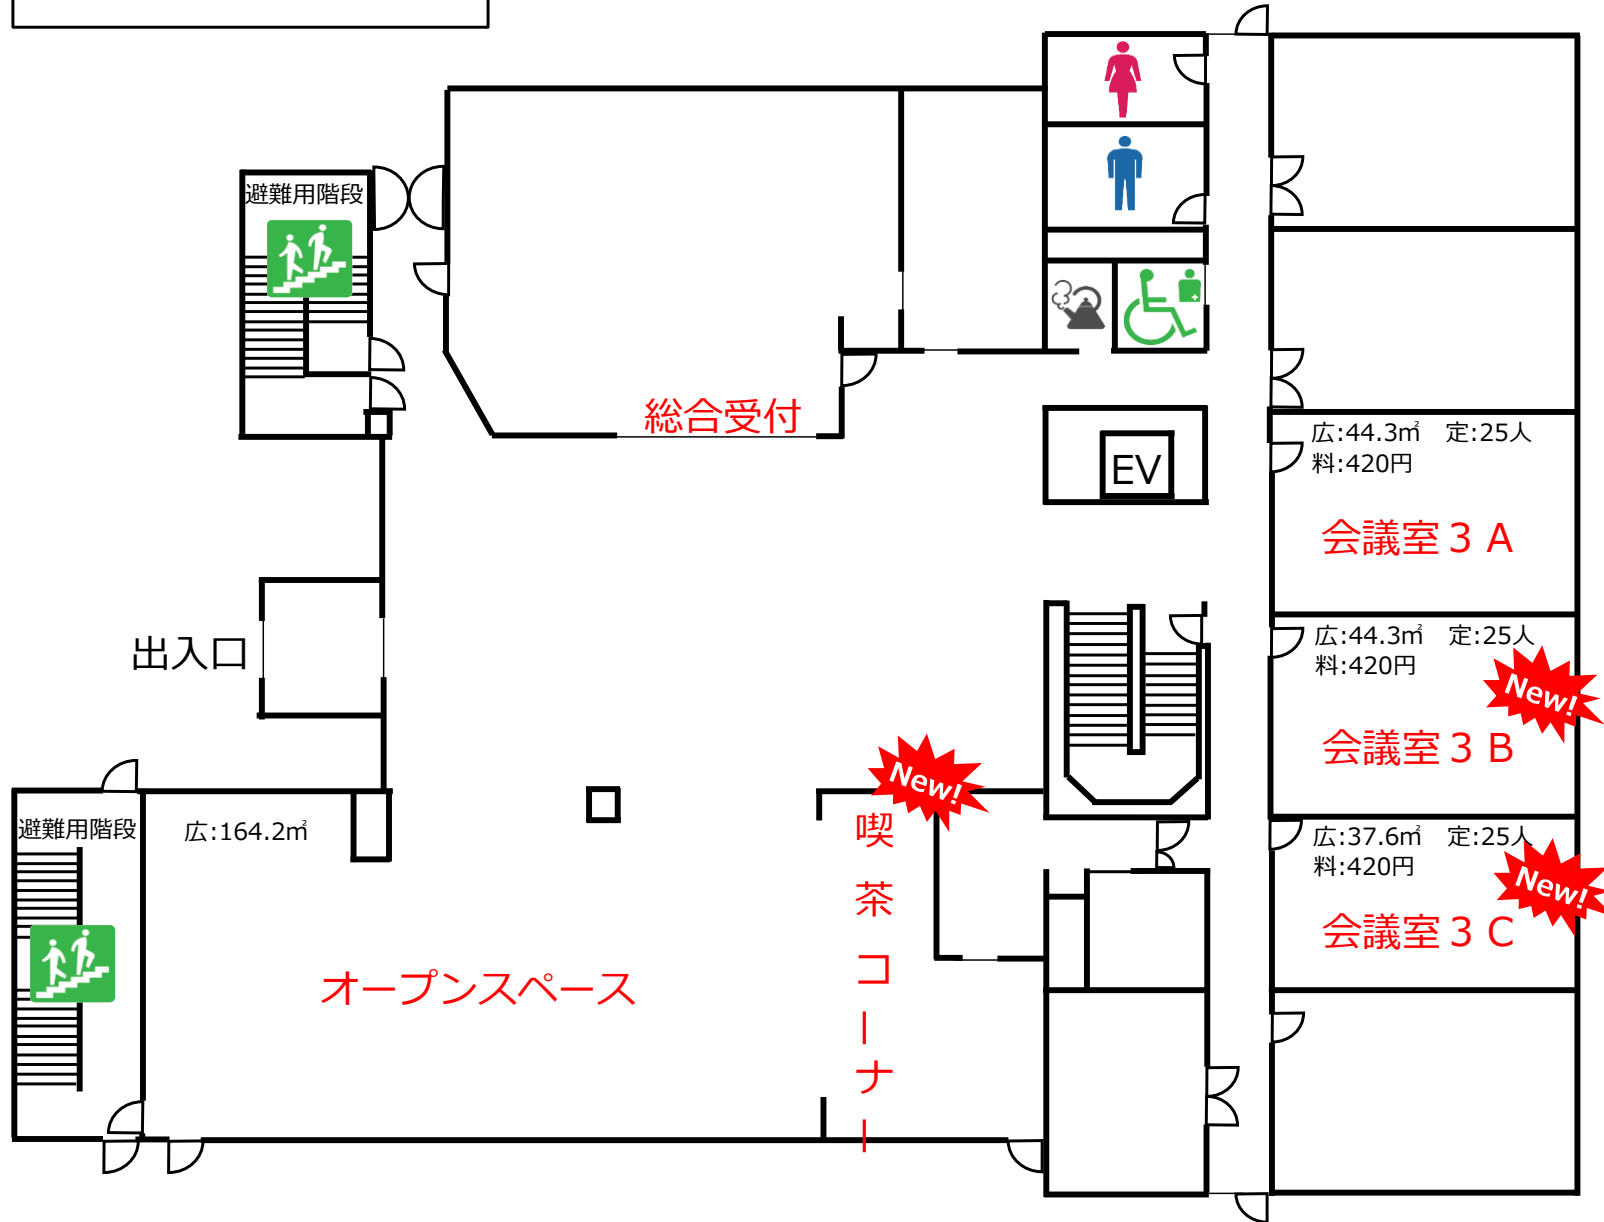 避難用階段
総合受付
EV
広:44.3㎡　定:25人
料:420円
会議室３Ａ
出入口
広:44.3㎡　定:25人
料:420円
New!
会議室３Ｂ
New!
避難用階段
広:164.2㎡
喫茶コーナー
広:37.6㎡　定:25人
料:420円
New!
会議室３Ｃ
オープンスペース